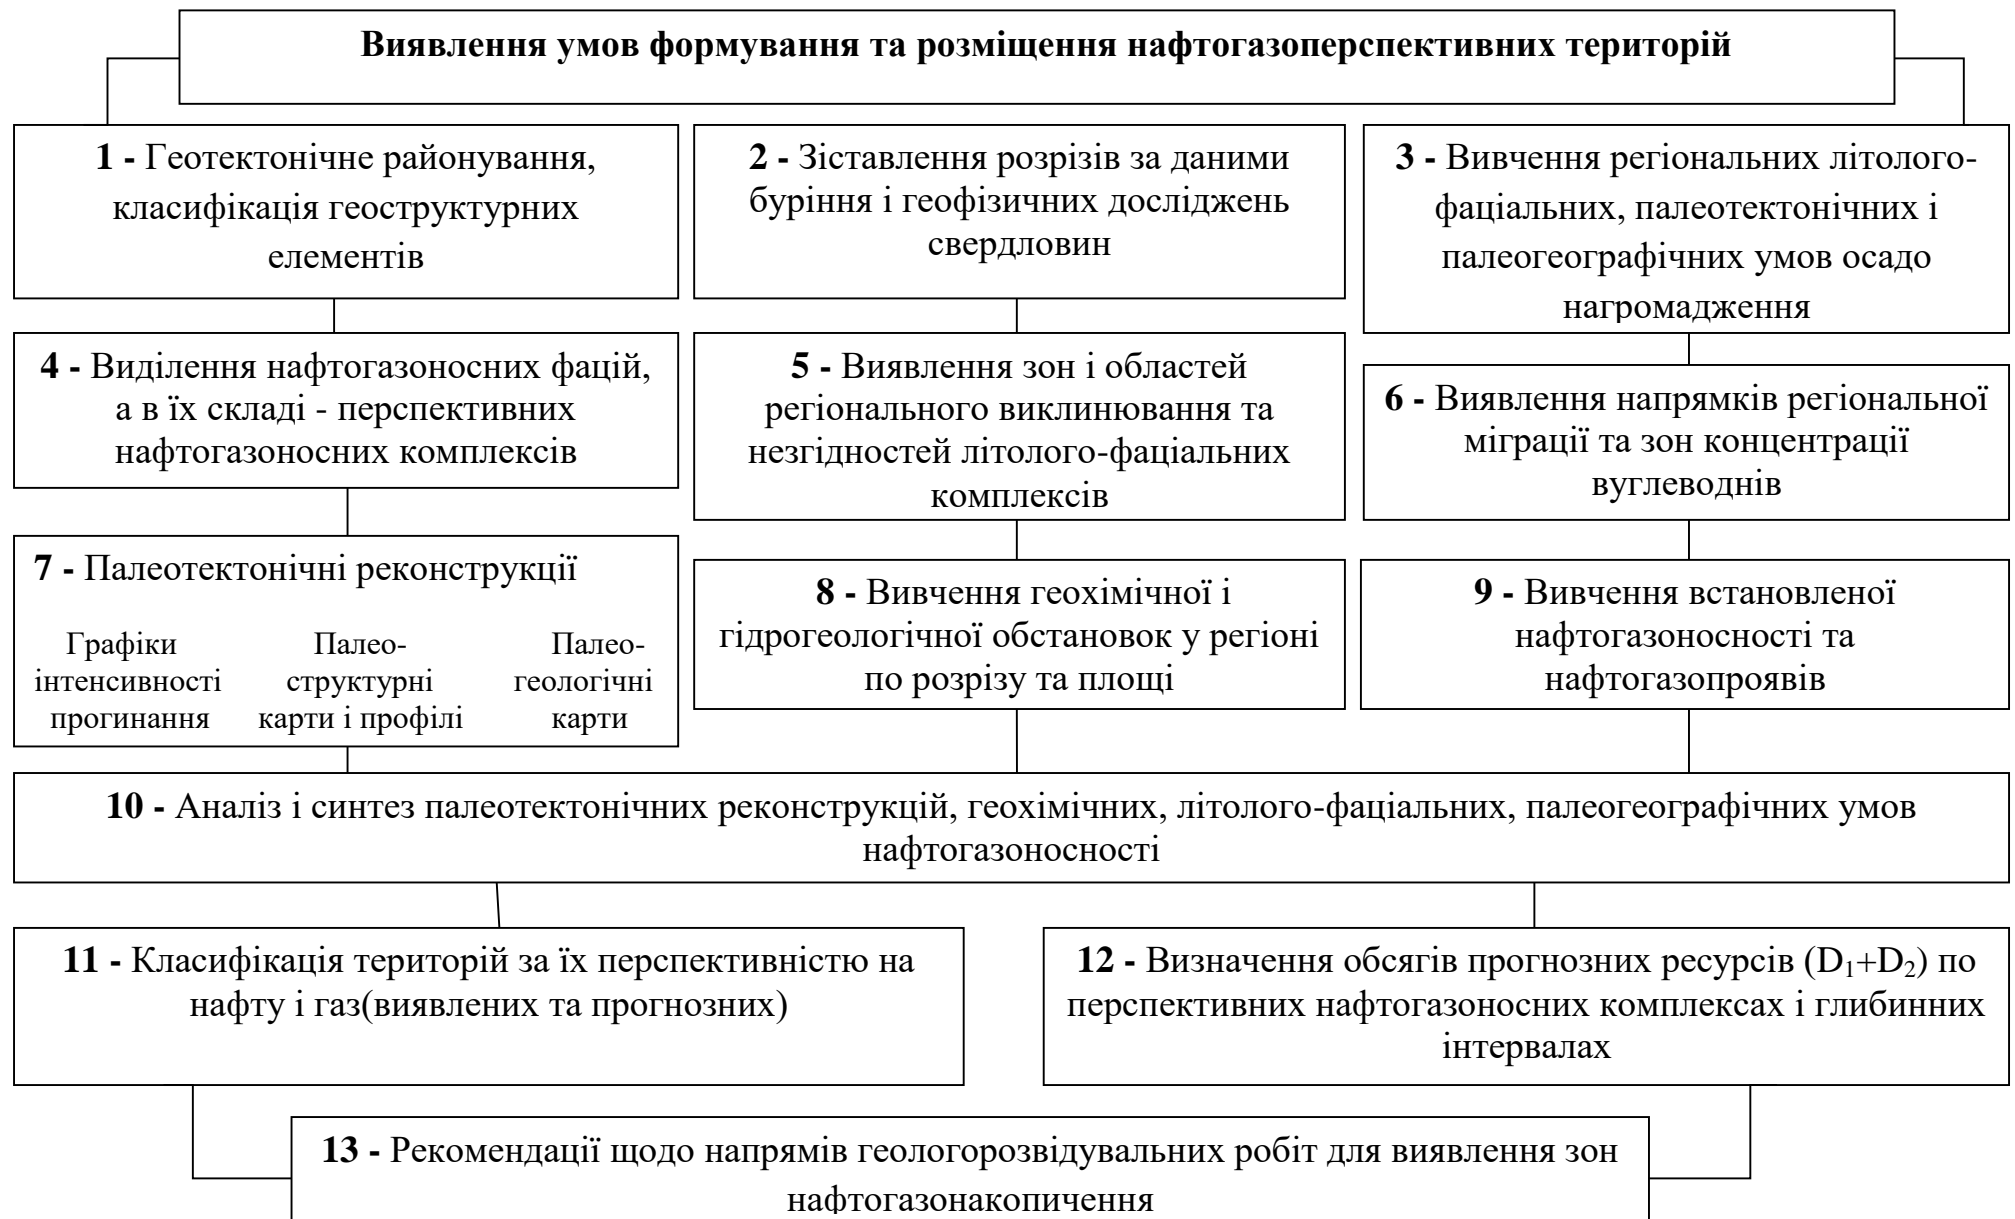 Виявлення умов формування та розміщення нафтогазоперспективних територій
1 - Геотектонічне районування,
класифікація геоструктурних
елементів
2 - Зіставлення розрізів за даними
буріння і геофізичних досліджень
свердловин
3 - Вивчення регіональних літолого-
фаціальних, палеотектонічних і
палеогеографічних умов осадо
нагромадження
4 - Виділення нафтогазоносних фацій,
а в їх складі - перспективних
нафтогазоносних комплексів
5 - Виявлення зон і областей
регіонального виклинювання та
незгідностей літолого-фаціальних
комплексів
6 - Виявлення напрямків регіональної
міграції та зон концентрації
вуглеводнів
7 - Палеотектонічні реконструкції
Графіки
інтенсивності
прогинання
Палео-
структурні
карти і профілі
Палео-
геологічні
карти
8 - Вивчення геохімічної і
гідрогеологічної обстановок у регіоні
по розрізу та площі
9 - Вивчення встановленої
нафтогазоносності та
нафтогазопроявів
10 - Аналіз і синтез палеотектонічних реконструкцій, геохімічних, літолого-фаціальних, палеогеографічних умов
нафтогазоносності
11 - Класифікація територій за їх перспективністю на
нафту і газ(виявлених та прогнозних)
12 - Визначення обсягів прогнозних ресурсів (D₁+D₂) по
перспективних нафтогазоносних комплексах і глибинних
інтервалах
13 - Рекомендації щодо напрямів геологорозвідувальних робіт для виявлення зон
нафтогазонакопичення